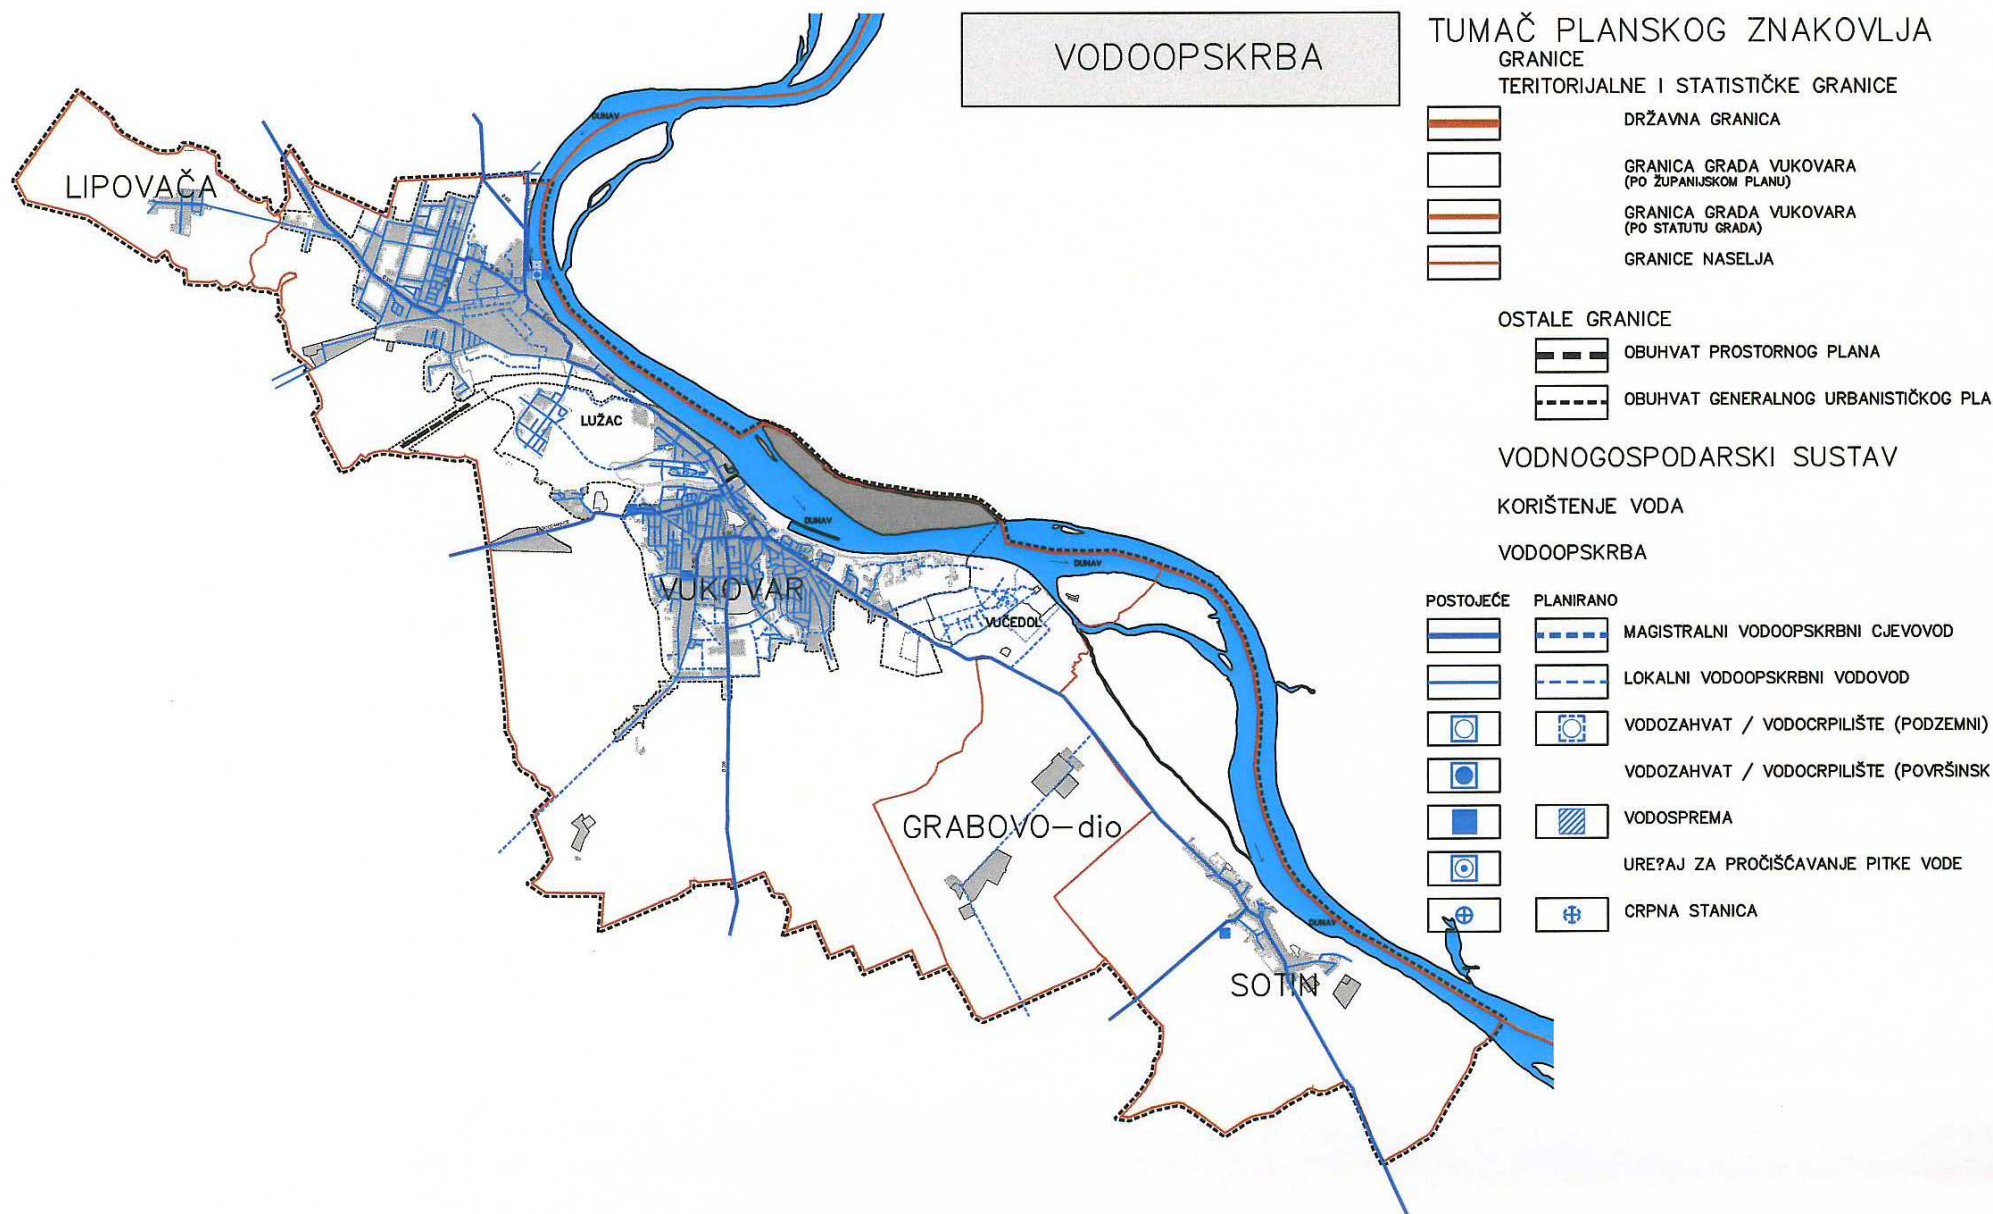 VODOOPSKRBA
TUMAČ PLANSKOG ZNAKOVLJA
GRANICE
TERITORIJALNE I STATISTIČKE GRANICE
DRŽAVNA GRANICA
GRANICA GRADA VUKOVARA
(PO ŽUPANIJSKOM PLANU)
GRANICA GRADA VUKOVARA
(PO STATUTU GRADA)
GRANICE NASELJA
OSTALE GRANICE
OBUHVAT PROSTORNOG PLANA
OBUHVAT GENERALNOG URBANISTIČKOG PLA
VODNOGOSPODARSKI SUSTAV
KORIŠTENJE VODA
VODOOPSKRBA
POSTOJEĆE PLANIRANO
MAGISTRALNI VODOOPSKRBNI CJEVOVOD
LOKALNI VODOOPSKRBNI VODOVOD
VODOZAHVAT / VODOCRPILIŠTE (PODZEMNI)
VODOZAHVAT / VODOCRPILIŠTE (POVRŠINSK
VODOSPREMA
URE?AJ ZA PROČIŠĆAVANJE PITKE VODE
CRPNA STANICA
DUNAV
LIPOVAČA
LUŽAC
DUNAV
DUNAV
VUKOVAR
VUČEDOL
GRABOVO-dio
DUNAV
SOTIN